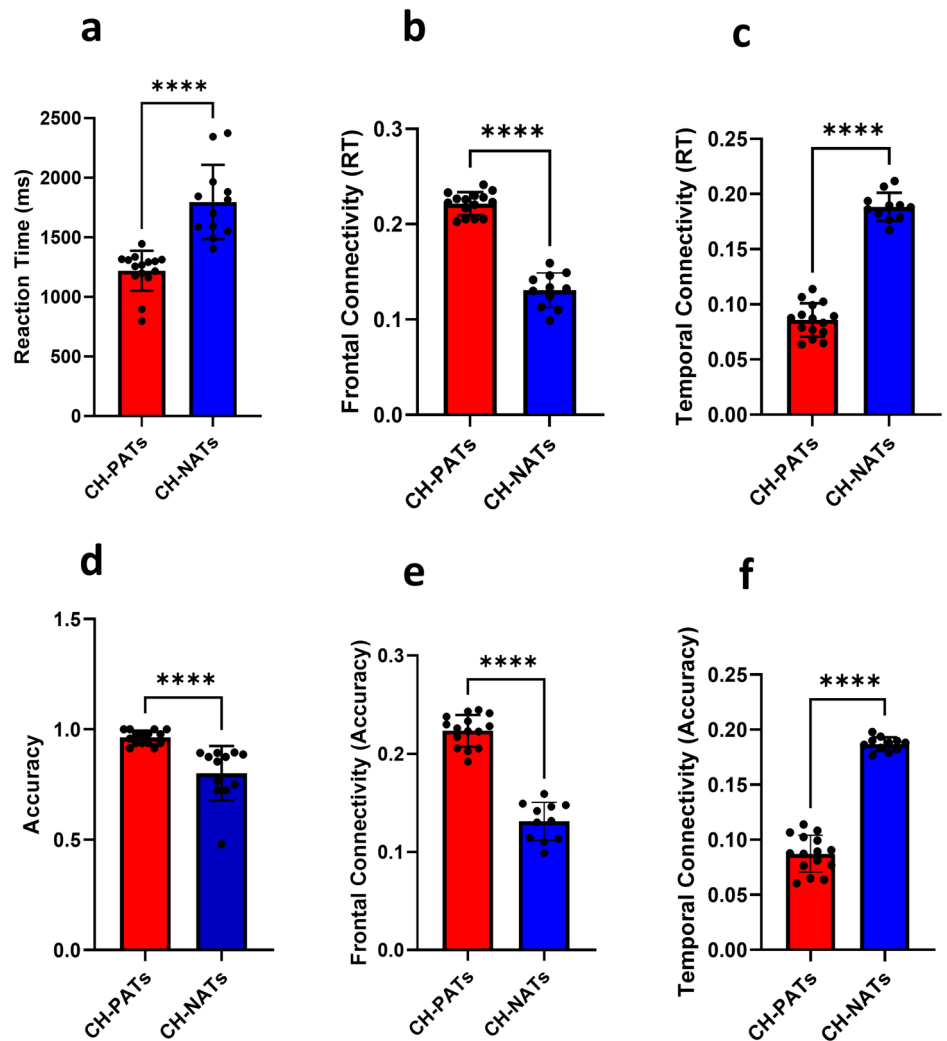 a
****
Reaction Time (ms)
2500
2000
1500
1000
500
0
CH-PATs
CH-NATs
b
****
Frontal Connectivity (RT)
0.3
0.2
0.1
0.0
CH-PATs
CH-NATs
c
****
Temporal Connectivity (RT)
0.25
0.20
0.15
0.10
0.05
0.00
CH-PATs
CH-NATs
d
****
Accuracy
1.5
1.0
0.5
0.0
CH-PATs
CH-NATs
e
****
Frontal Connectivity (Accuracy)
0.3
0.2
0.1
0.0
CH-PATs
CH-NATs
f
****
Temporal Connectivity (Accuracy)
0.25
0.20
0.15
0.10
0.05
0.00
CH-PATs
CH-NATs